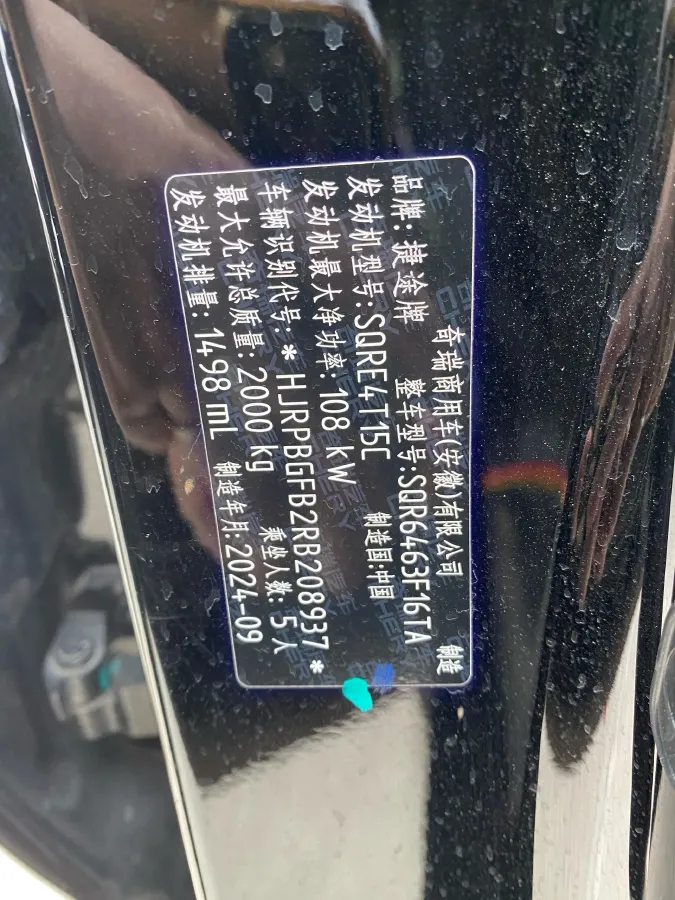 奇瑞商用车(安徽)有限公司 制造
品牌: 捷途牌 整车型号:SQR6463F16TA
发动机型号:SQRE4T15C 制造国:中国
发动机最大净功率: 108 kW
车辆识别代号: * HJRPBGFB2RB208937 *
最大允许总质量: 2000 kg 乘坐人数: 5 人
发动机排量: 1498 mL 制造年月: 2024-09